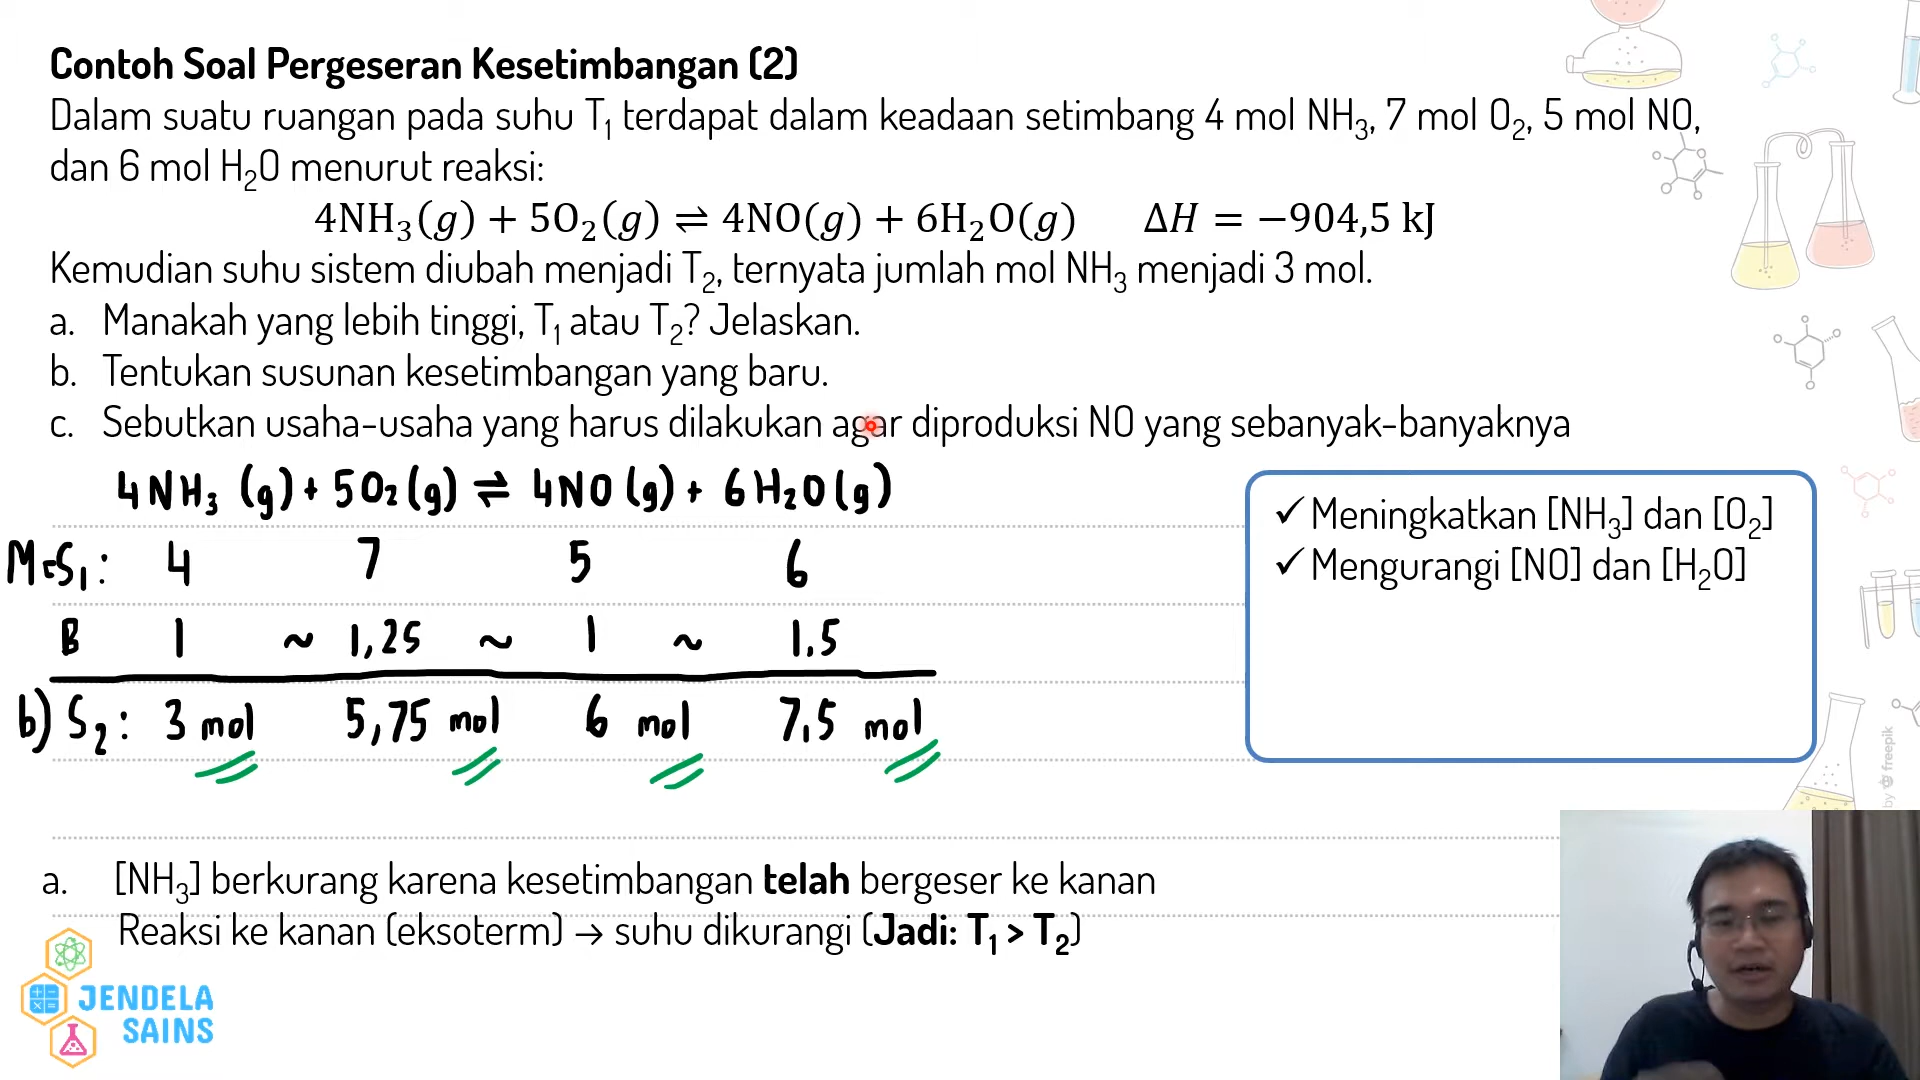 Contoh Soal Pergeseran Kesetimbangan (2)
Dalam suatu ruangan pada suhu T₁ terdapat dalam keadaan setimbang 4 mol NH₃, 7 mol O₂, 5 mol NO,
dan 6 mol H₂O menurut reaksi:
4NH₃(g) + 5O₂(g) ⇌ 4NO(g) + 6H₂O(g) ΔH = −904,5 kJ
Kemudian suhu sistem diubah menjadi T₂, ternyata jumlah mol NH₃ menjadi 3 mol.
a. Manakah yang lebih tinggi, T₁ atau T₂? Jelaskan.
b. Tentukan susunan kesetimbangan yang baru.
c. Sebutkan usaha-usaha yang harus dilakukan agar diproduksi NO yang sebanyak-banyaknya
4NH₃ (g) + 5O₂(g) ⇌ 4NO(g) + 6H₂O(g)
M=S₁: 4 7 5 6
B 1 ~ 1,25 ~ 1 ~ 1,5
b) S₂: 3 mol 5,75 mol 6 mol 7,5 mol
✓ Meningkatkan [NH₃] dan [O₂]
✓ Mengurangi [NO] dan [H₂O]
a. [NH₃] berkurang karena kesetimbangan telah bergeser ke kanan
Reaksi ke kanan (eksoterm) → suhu dikurangi (Jadi: T₁ > T₂)
JENDELA
SAINS
by freepik